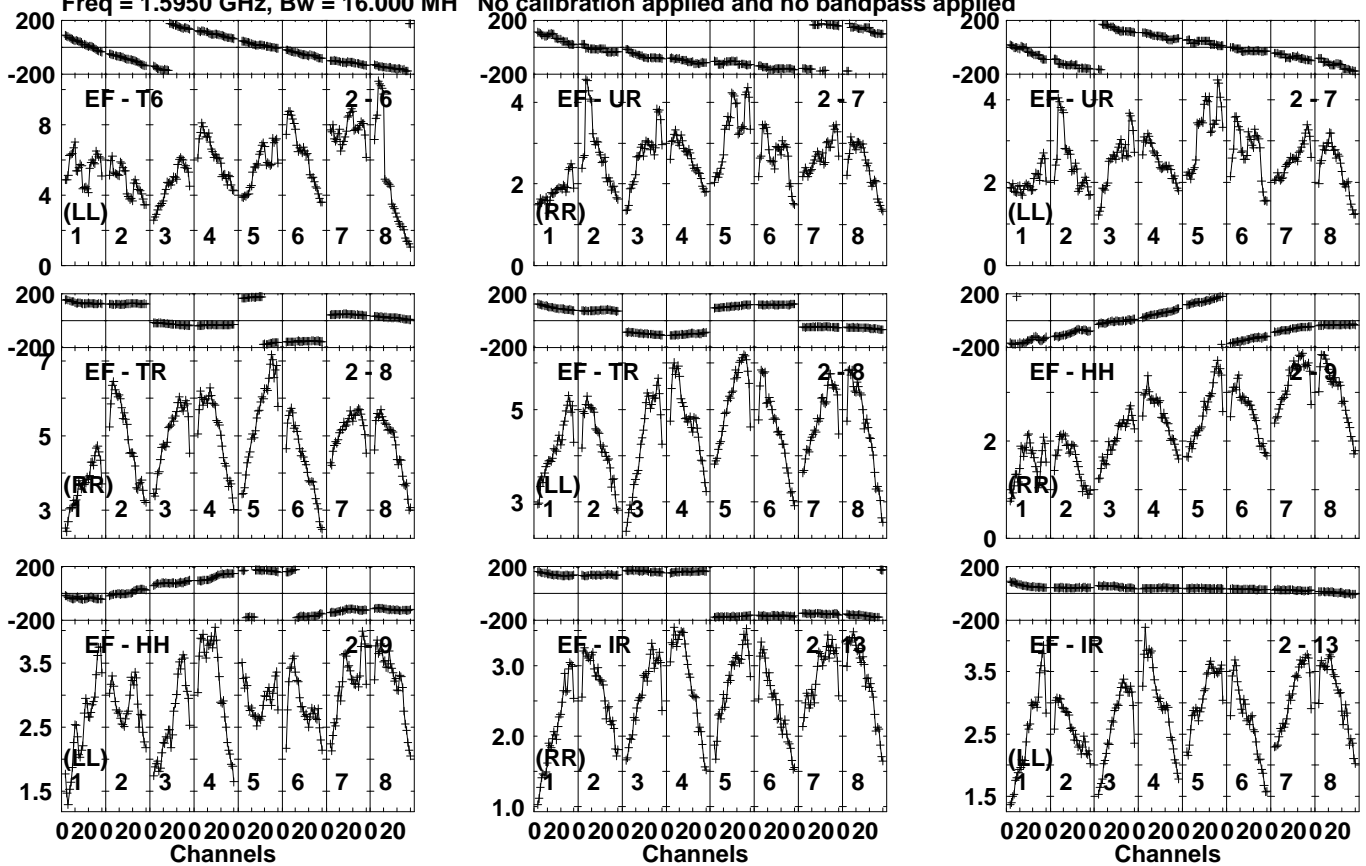 Freq = 1.5950 GHz, Bw = 16.000 MH No calibration applied and no bandpass applied
200 200 200
-200 -200 -200
EF - T6 2 - 6 EF - UR 2 - 7 EF - UR 2 - 7
8 4 4
4 2 2
(LL) (RR) (LL)
1 2 3 4 5 6 7 8 1 2 3 4 5 6 7 8 1 2 3 4 5 6 7 8
0 0 0
200 200 200
-200 -200 -200
7
EF - TR 2 - 8 EF - TR 2 - 8 EF - HH 2 - 9
5 5 2
(RR) (LL) (RR)
3 1 2 3 4 5 6 7 8 3 1 2 3 4 5 6 7 8 1 2 3 4 5 6 7 8
0
200 200 200
-200 -200 -200
EF - HH 2 - 9 EF - IR 2 - 13 EF - IR 2 - 13
3.5 3.0 3.5
2.5 2.0 2.5
(LL) (RR) (LL)
1 2 3 4 5 6 7 8 1 2 3 4 5 6 7 8 1 2 3 4 5 6 7 8
1.5 1.0 1.5
0 20 0 20 0 20 0 20 0 20 0 20 0 20 0 20 0 20 0 20 0 20 0 20 0 20 0 20 0 20 0 20 0 20 0 20 0 20 0 20 0 20 0 20 0 20 0 20
Channels Channels Channels